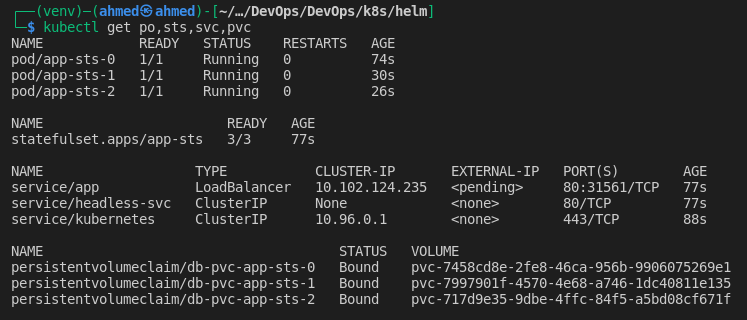 ┌──(venv)─(ahmed㉿ahmed)-[~/…/DevOps/DevOps/k8s/helm]
└─$ kubectl get po,sts,svc,pvc
NAME            READY   STATUS    RESTARTS   AGE
pod/app-sts-0   1/1     Running   0          74s
pod/app-sts-1   1/1     Running   0          30s
pod/app-sts-2   1/1     Running   0          26s

NAME                       READY   AGE
statefulset.apps/app-sts   3/3     77s

NAME                   TYPE           CLUSTER-IP       EXTERNAL-IP   PORT(S)        AGE
service/app            LoadBalancer   10.102.124.235   <pending>     80:31561/TCP   77s
service/headless-svc   ClusterIP      None             <none>        80/TCP         77s
service/kubernetes     ClusterIP      10.96.0.1        <none>        443/TCP        88s

NAME                                     STATUS   VOLUME
persistentvolumeclaim/db-pvc-app-sts-0   Bound    pvc-7458cd8e-2fe8-46ca-956b-9906075269e1
persistentvolumeclaim/db-pvc-app-sts-1   Bound    pvc-7997901f-4570-4e68-a746-1dc40811e135
persistentvolumeclaim/db-pvc-app-sts-2   Bound    pvc-717d9e35-9dbe-4ffc-84f5-a5bd08cf671f